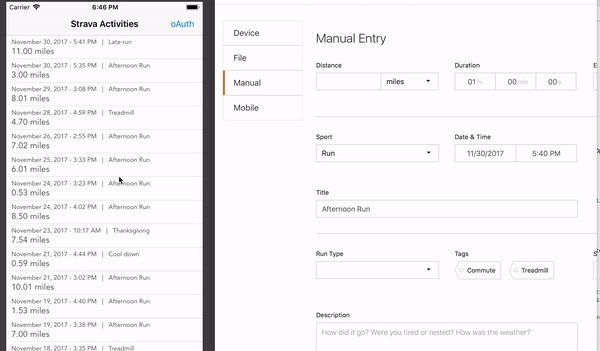 Carrier 6:46 PM
Strava Activities oAuth
November 30, 2017 - 5:41 PM | Late run
11.00 miles
November 30, 2017 - 5:35 PM | Afternoon Run
3.00 miles
November 29, 2017 - 3:08 PM | Afternoon Run
8.01 miles
November 28, 2017 - 4:59 PM | Treadmill
4.70 miles
November 26, 2017 - 2:55 PM | Afternoon Run
7.02 miles
November 25, 2017 - 3:33 PM | Afternoon Run
6.01 miles
November 24, 2017 - 3:23 PM | Afternoon Run
0.53 miles
November 24, 2017 - 4:02 PM | Afternoon Run
8.50 miles
November 23, 2017 - 10:17 AM | Thanksgiving
7.54 miles
November 21, 2017 - 4:44 PM | Cool down
0.59 miles
November 21, 2017 - 3:02 PM | Afternoon Run
10.01 miles
November 19, 2017 - 4:40 PM | Afternoon Run
1.53 miles
November 19, 2017 - 3:38 PM | Afternoon Run
7.00 miles
November 18, 2017 - 3:35 PM | Treadmill
Device
File
Manual
Mobile
Manual Entry
Distance Duration
miles 01 hr 00 min 00 s
Sport Date & Time
Run 11/30/2017 5:40 PM
Title
Afternoon Run
Run Type Tags
Commute Treadmill
Description
How did it go? Were you tired or rested? How was the weather?